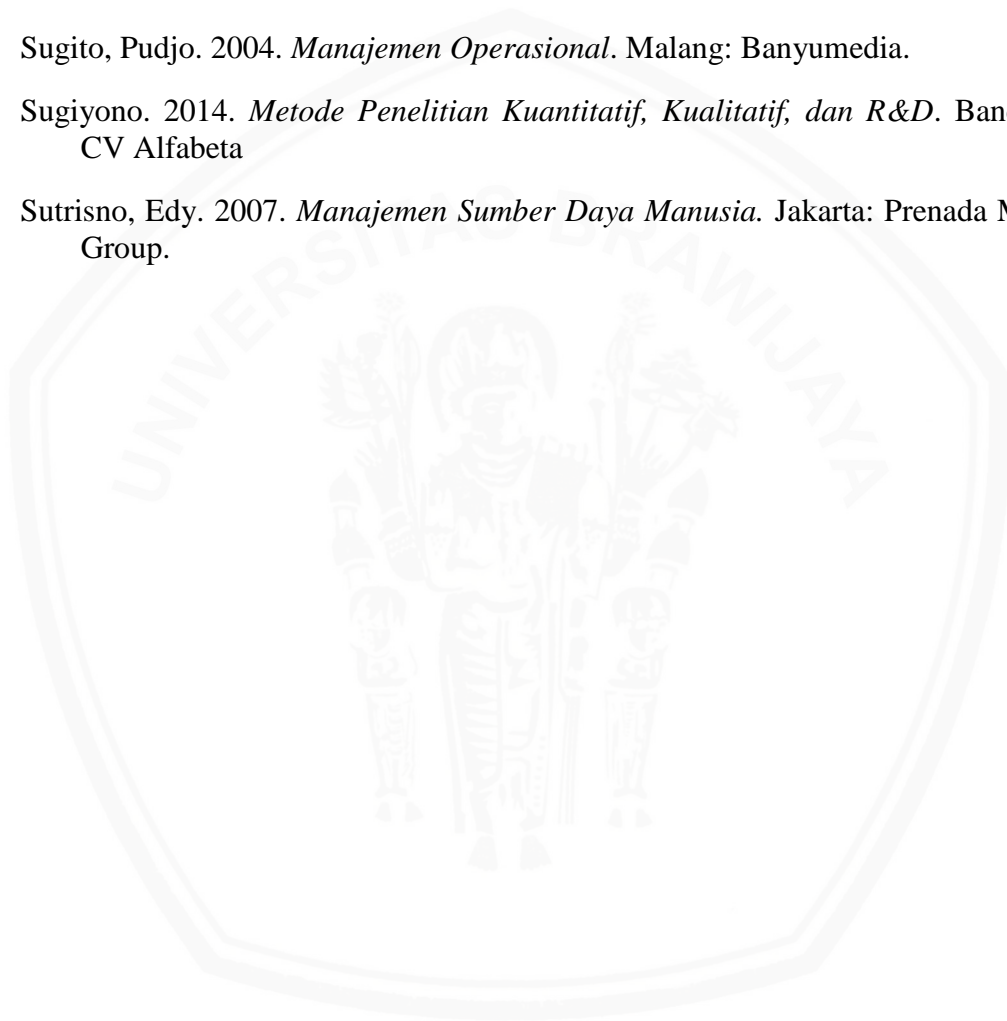 Sugito, Pudjo. 2004. Manajemen Operasional. Malang: Banyumedia.
Sugiyono. 2014. Metode Penelitian Kuantitatif, Kualitatif, dan R&D.
CV Alfabeta
Sutrisno, Edy. 2007. Manajemen Sumber Daya Manusia. Jakarta: Prenada
Group.
UNIVERSITAS BRAWIJAYA